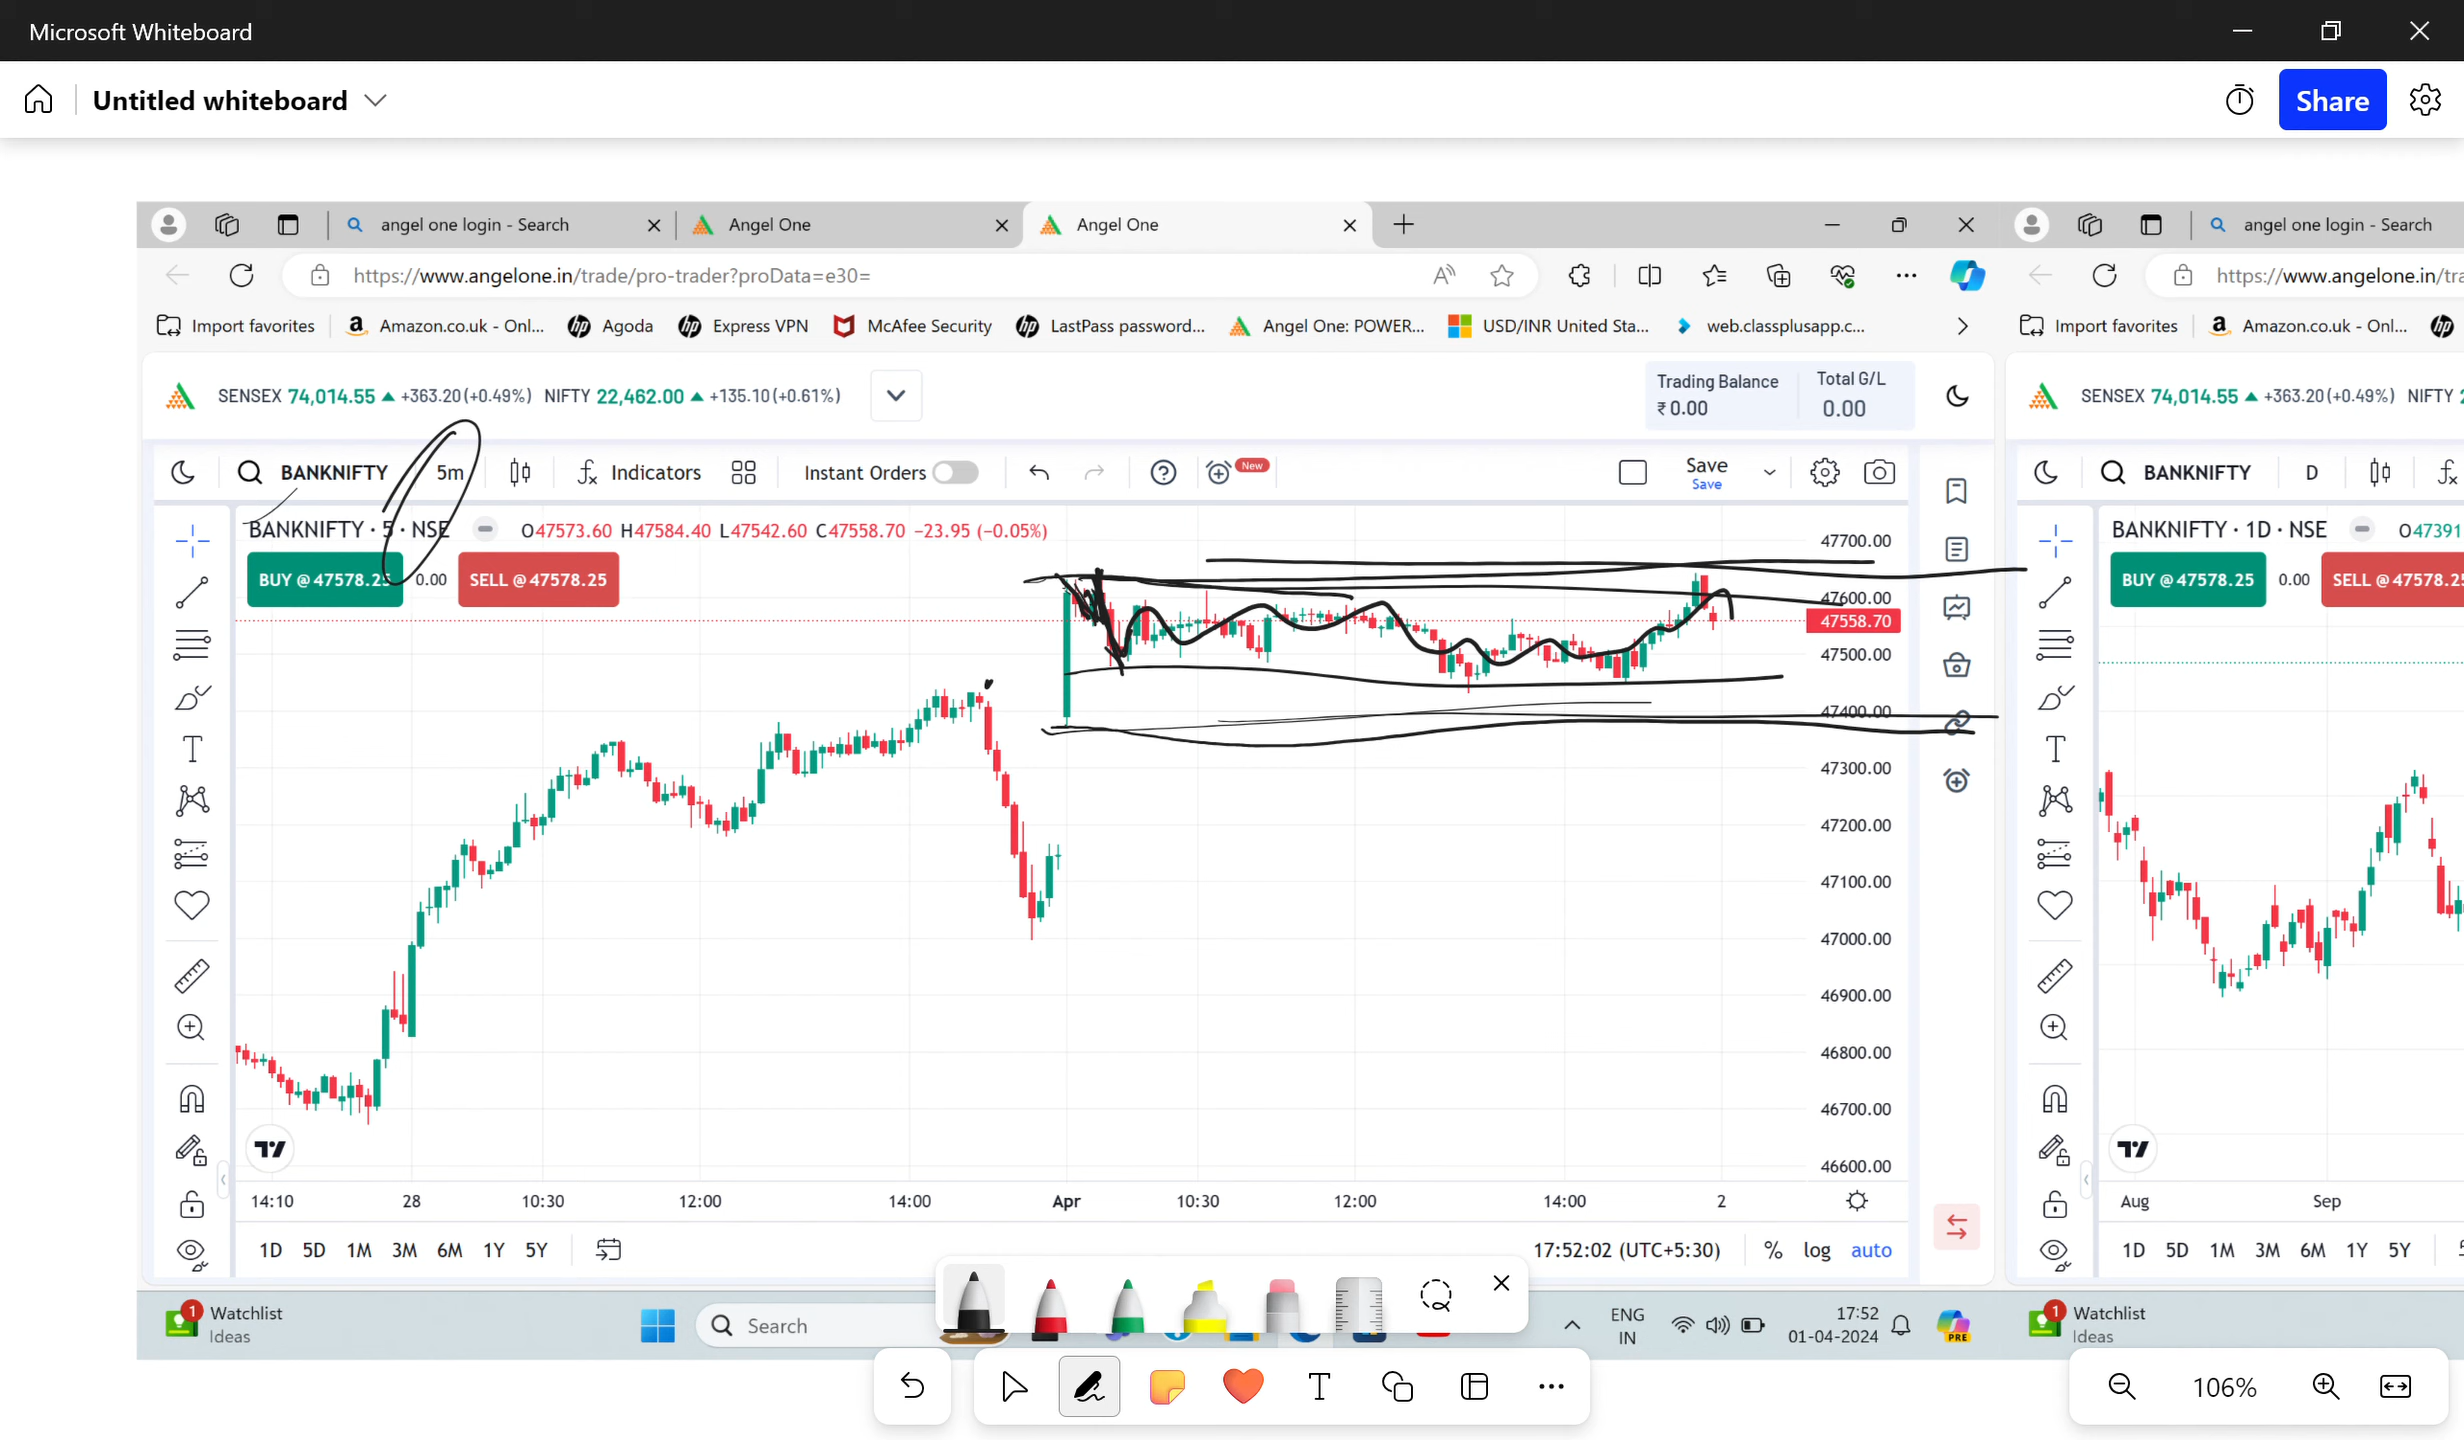 Microsoft Whiteboard
Untitled whiteboard
Share
angel one login - Search
Angel One
Angel One
angel one login - Search
https://www.angelone.in/trade/pro-trader?proData=e30=
https://www.angelone.in/tra
Import favorites
Amazon.co.uk - Onl...
Agoda
Express VPN
McAfee Security
LastPass password...
Angel One: POWER...
USD/INR United Sta...
web.classplusapp.c...
Import favorites
Amazon.co.uk - Onl...
SENSEX 74,014.55 +363.20(+0.49%) NIFTY 22,462.00 +135.10(+0.61%)
Trading Balance
₹0.00
Total G/L
0.00
SENSEX 74,014.55 +363.20(+0.49%) NIFTY 2
BANKNIFTY 5m Indicators Instant Orders New Save
Save
BANKNIFTY D
BANKNIFTY · 5 · NSE O47573.60 H47584.40 L47542.60 C47558.70 −23.95 (−0.05%)
BANKNIFTY · 1D · NSE O47391
BUY @ 47578.25 0.00 SELL @ 47578.25
BUY @ 47578.25 0.00 SELL @ 47578.25
47700.00
47600.00
47558.70
47500.00
47400.00
47300.00
47200.00
47100.00
47000.00
46900.00
46800.00
46700.00
46600.00
14:10 28 10:30 12:00 14:00 Apr 10:30 12:00 14:00 2
Aug Sep
1D 5D 1M 3M 6M 1Y 5Y
17:52:02 (UTC+5:30) % log auto
1D 5D 1M 3M 6M 1Y 5Y
1
Watchlist
Ideas
Search
ENG
IN
17:52
01-04-2024
PRE
1
Watchlist
Ideas
106%